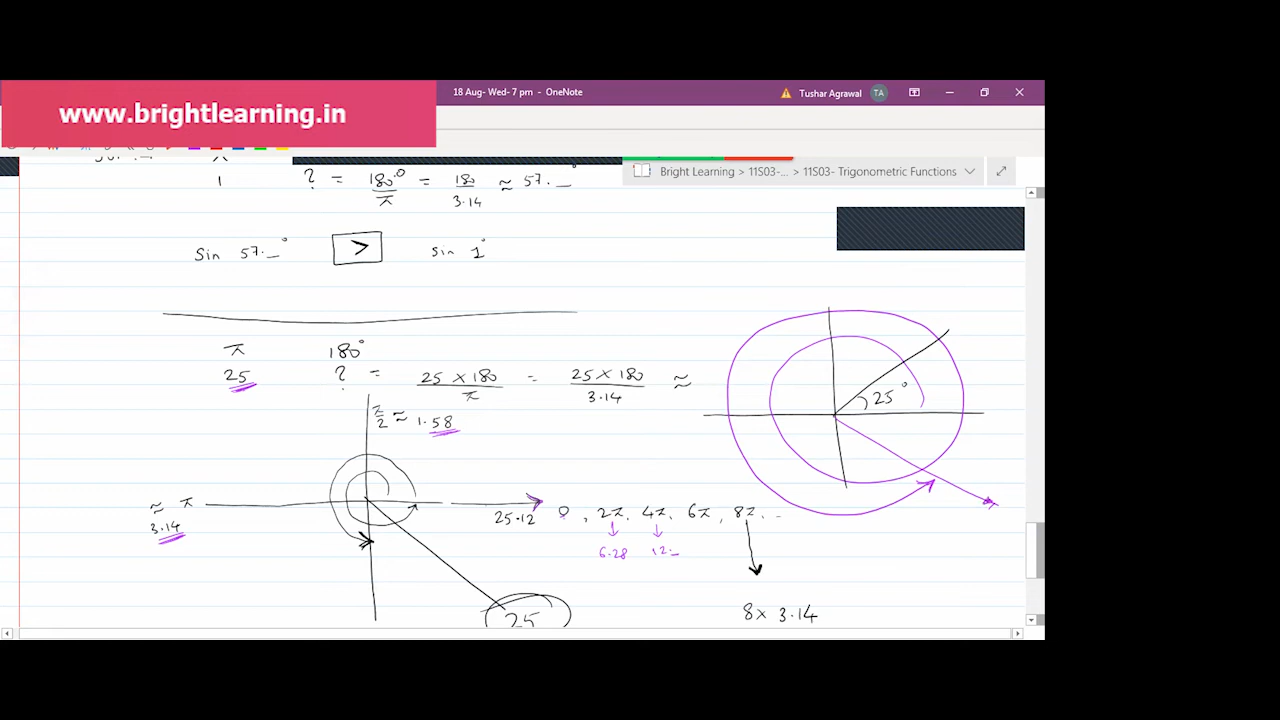 18 Aug- Wed- 7 pm - OneNote
Tushar Agrawal TA
www.brightlearning.in
Bright Learning > 11S03-... > 11S03- Trigonometric Functions
1 ? = 180°/π = 180/3.14 ≈ 57._°
Sin 57._° > Sin 1°
π 180°
25 ? = 25 × 180/π = 25 × 180/3.14 ≈
25°
π/2 ≈ 1.58
≈ π
3.14
25.12 0, 2π, 4π, 6π, 8π...
6.28 12._
25
8 × 3.14